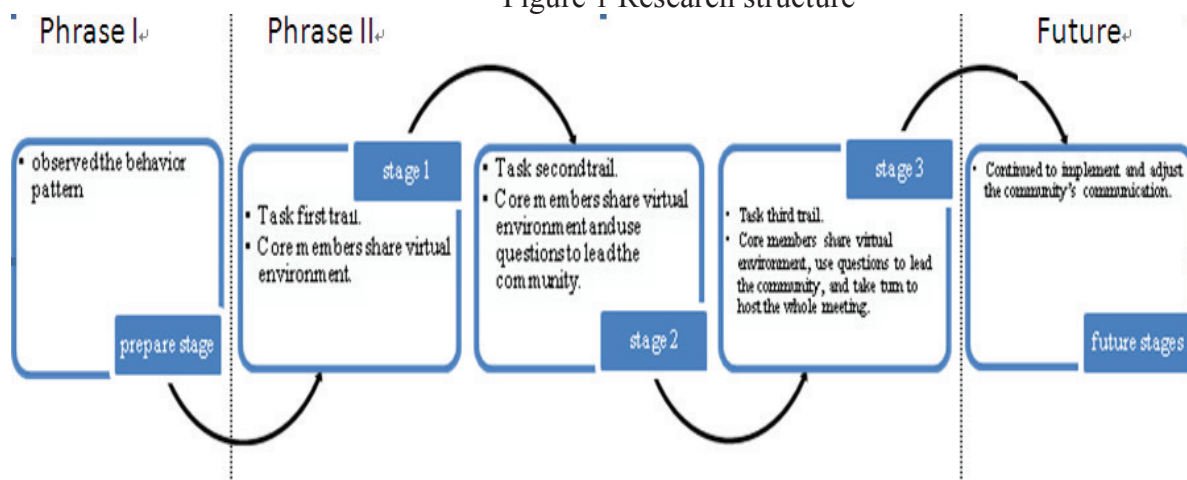 Figure 1 Research structure
Phrase I
Phrase II
Future
▪ observed the behavior
pattern
prepare stage
stage 1
▪ Task first trail.
▪ Core members share virtual
environment.
▪ Task second trail.
▪ Core members share virtual
environment and use
questions to lead the
community.
stage 2
stage 3
▪ Task third trail.
▪ Core members share virtual
environment, use questions to lead
the community, and take turn to
host the whole meeting.
▪ Continued to implement and adjust
the community's communication.
future stages